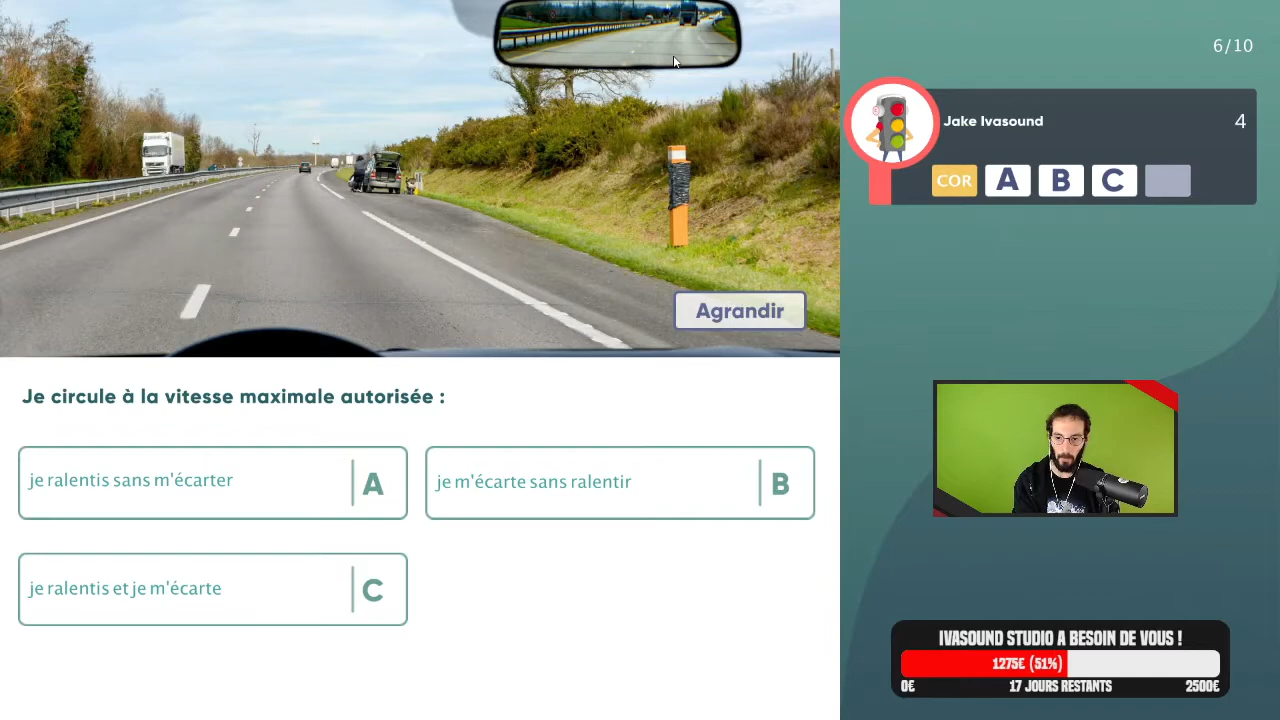 6/10
Jake Ivasound
4
COR A B C
Agrandir
Je circule à la vitesse maximale autorisée :
je ralentis sans m'écarter A
je m'écarte sans ralentir B
je ralentis et je m'écarte C
IVASOUND STUDIO A BESOIN DE VOUS !
1275€ (51%)
0€ 17 JOURS RESTANTS 2500€